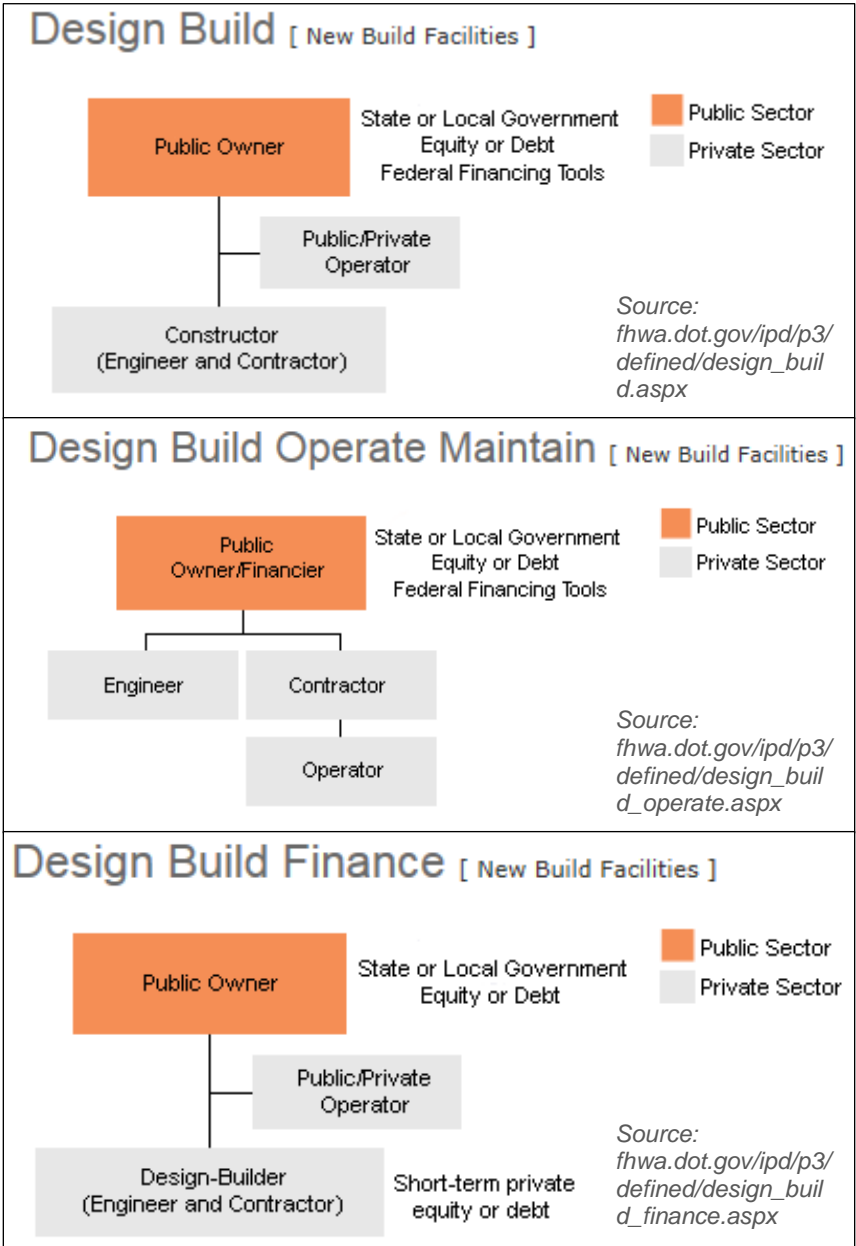 Design Build [ New Build Facilities ]
Public Owner
State or Local Government
Equity or Debt
Federal Financing Tools
Public Sector
Private Sector
Public/Private
Operator
Constructor
(Engineer and Contractor)
Source:
fhwa.dot.gov/ipd/p3/
defined/design_buil
d.aspx
Design Build Operate Maintain [ New Build Facilities ]
Public
Owner/Financier
State or Local Government
Equity or Debt
Federal Financing Tools
Public Sector
Private Sector
Engineer
Contractor
Operator
Source:
fhwa.dot.gov/ipd/p3/
defined/design_buil
d_operate.aspx
Design Build Finance [ New Build Facilities ]
Public Owner
State or Local Government
Equity or Debt
Public Sector
Private Sector
Public/Private
Operator
Design-Builder
(Engineer and Contractor)
Short-term private
equity or debt
Source:
fhwa.dot.gov/ipd/p3/
defined/design_buil
d_finance.aspx